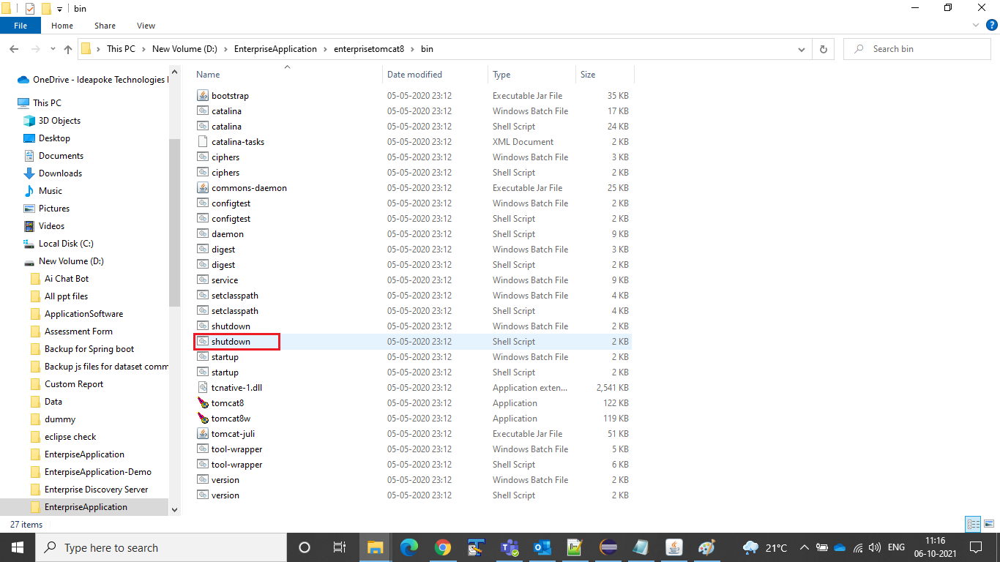 bin
File Home Share View
This PC New Volume (D:) EnterpriseApplication enterprisetomcat8 bin
Search bin
OneDrive - Ideapoke Technologies
This PC
3D Objects
Desktop
Documents
Downloads
Music
Pictures
Videos
Local Disk (C:)
New Volume (D:)
Ai Chat Bot
All ppt files
ApplicationSoftware
Assessment Form
Backup for Spring boot
Backup js files for dataset comm
Custom Report
Data
dummy
eclipse check
EnterpiseApplication
EnterpiseApplication-Demo
Enterprise Discovery Server
EnterpriseApplication
Name Date modified Type Size
bootstrap 05-05-2020 23:12 Executable Jar File 35 KB
catalina 05-05-2020 23:12 Windows Batch File 17 KB
catalina 05-05-2020 23:12 Shell Script 24 KB
catalina-tasks 05-05-2020 23:12 XML Document 2 KB
ciphers 05-05-2020 23:12 Windows Batch File 3 KB
ciphers 05-05-2020 23:12 Shell Script 2 KB
commons-daemon 05-05-2020 23:12 Executable Jar File 25 KB
configtest 05-05-2020 23:12 Windows Batch File 2 KB
configtest 05-05-2020 23:12 Shell Script 2 KB
daemon 05-05-2020 23:12 Shell Script 9 KB
digest 05-05-2020 23:12 Windows Batch File 3 KB
digest 05-05-2020 23:12 Shell Script 2 KB
service 05-05-2020 23:12 Windows Batch File 9 KB
setclasspath 05-05-2020 23:12 Windows Batch File 4 KB
setclasspath 05-05-2020 23:12 Shell Script 4 KB
shutdown 05-05-2020 23:12 Windows Batch File 2 KB
shutdown 05-05-2020 23:12 Shell Script 2 KB
startup 05-05-2020 23:12 Windows Batch File 2 KB
startup 05-05-2020 23:12 Shell Script 2 KB
tcnative-1.dll 05-05-2020 23:12 Application exten... 2,541 KB
tomcat8 05-05-2020 23:12 Application 122 KB
tomcat8w 05-05-2020 23:12 Application 119 KB
tomcat-juli 05-05-2020 23:12 Executable Jar File 51 KB
tool-wrapper 05-05-2020 23:12 Windows Batch File 5 KB
tool-wrapper 05-05-2020 23:12 Shell Script 6 KB
version 05-05-2020 23:12 Windows Batch File 2 KB
version 05-05-2020 23:12 Shell Script 2 KB
27 items
Type here to search
21°C
ENG
11:16
06-10-2021